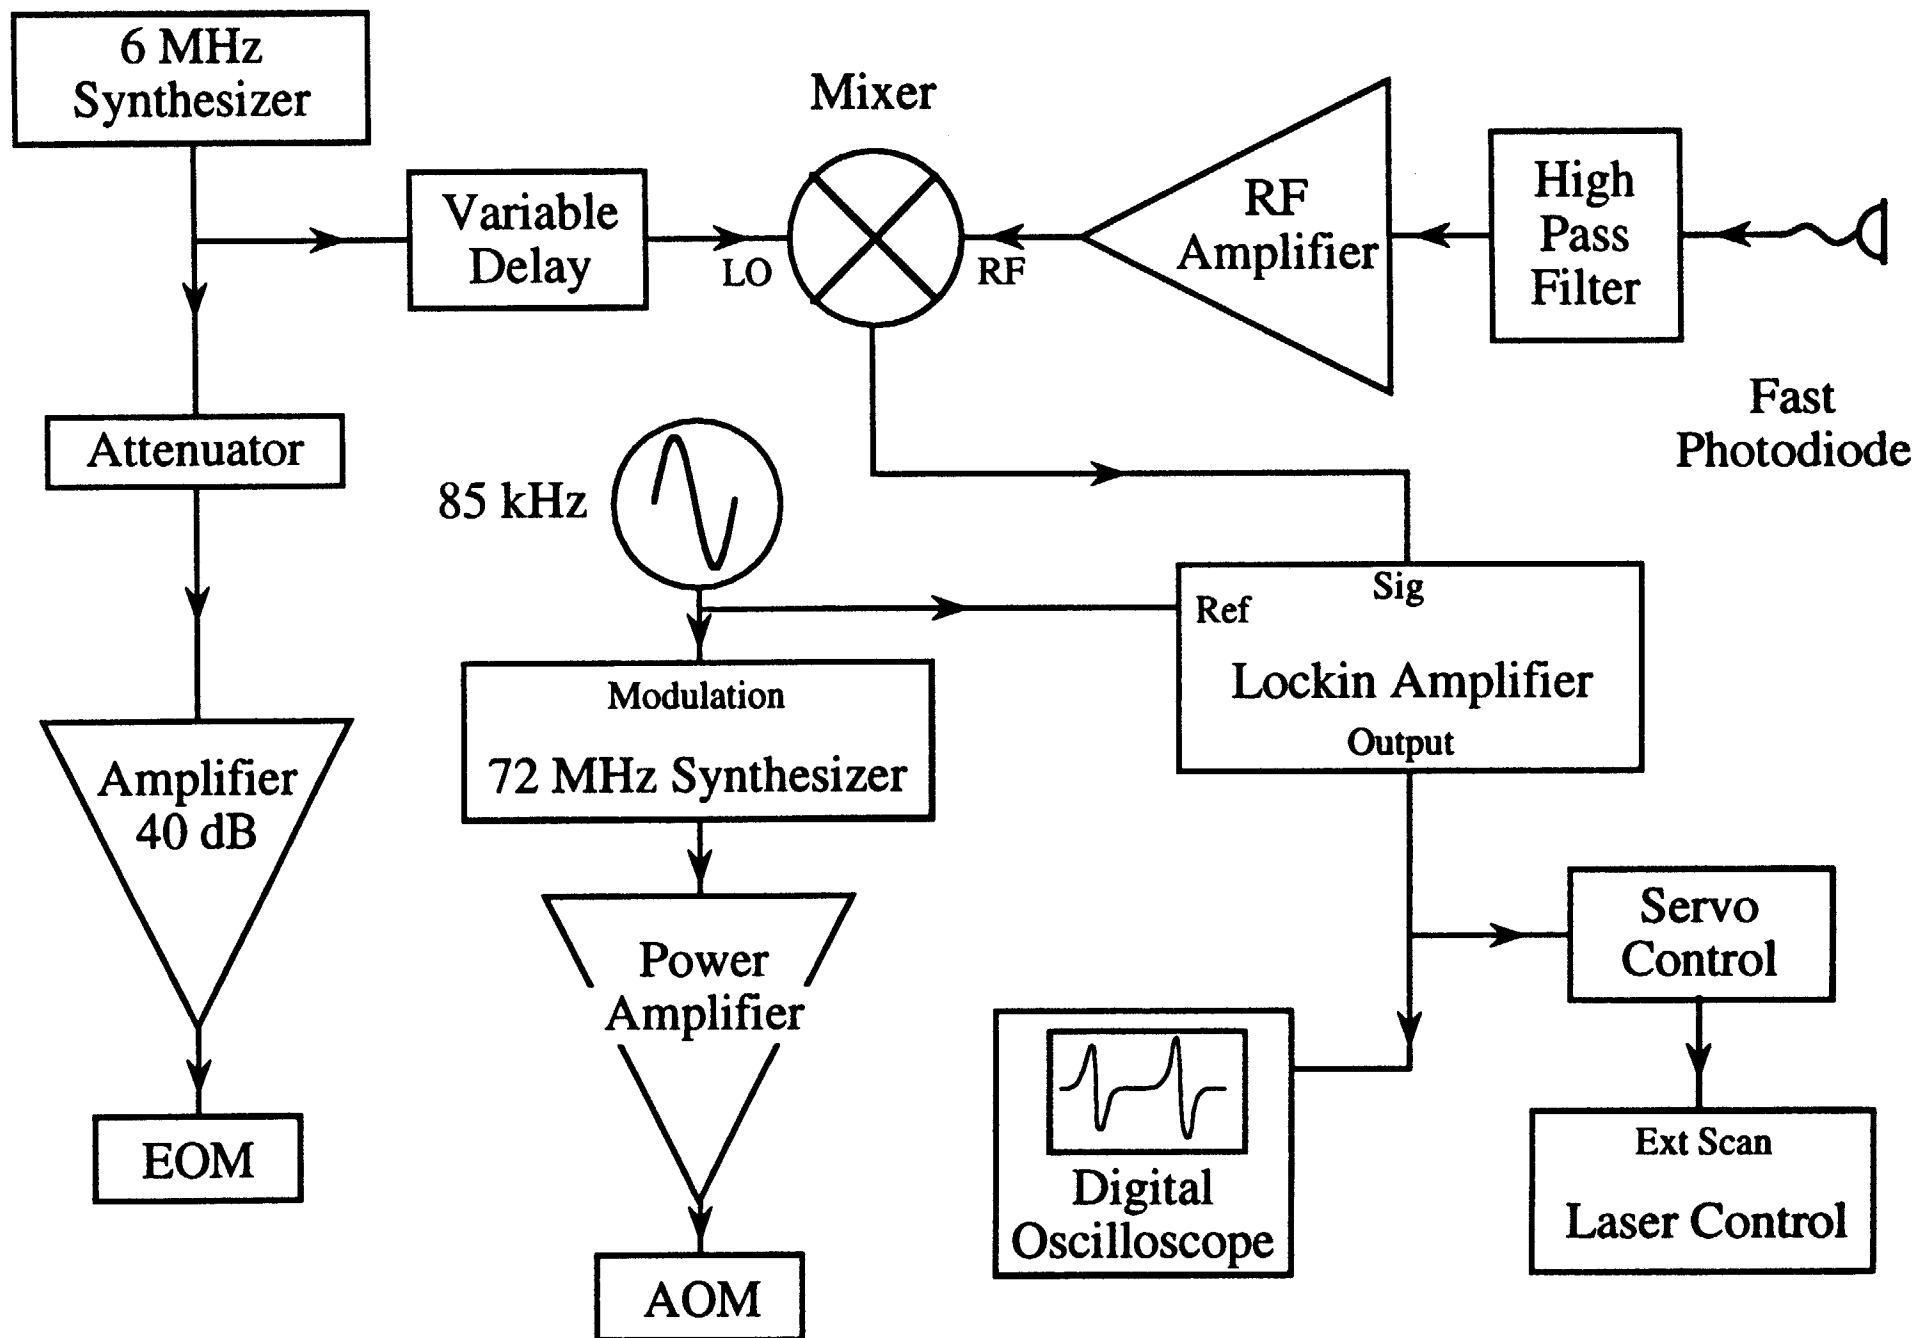 6 MHz
Synthesizer
Mixer
Variable
Delay
LO
RF
RF
Amplifier
High
Pass
Filter
Fast
Photodiode
Attenuator
85 kHz
Sig
Ref
Lockin Amplifier
Output
Modulation
72 MHz Synthesizer
Amplifier
40 dB
Power
Amplifier
Servo
Control
EOM
AOM
Digital
Oscilloscope
Ext Scan
Laser Control